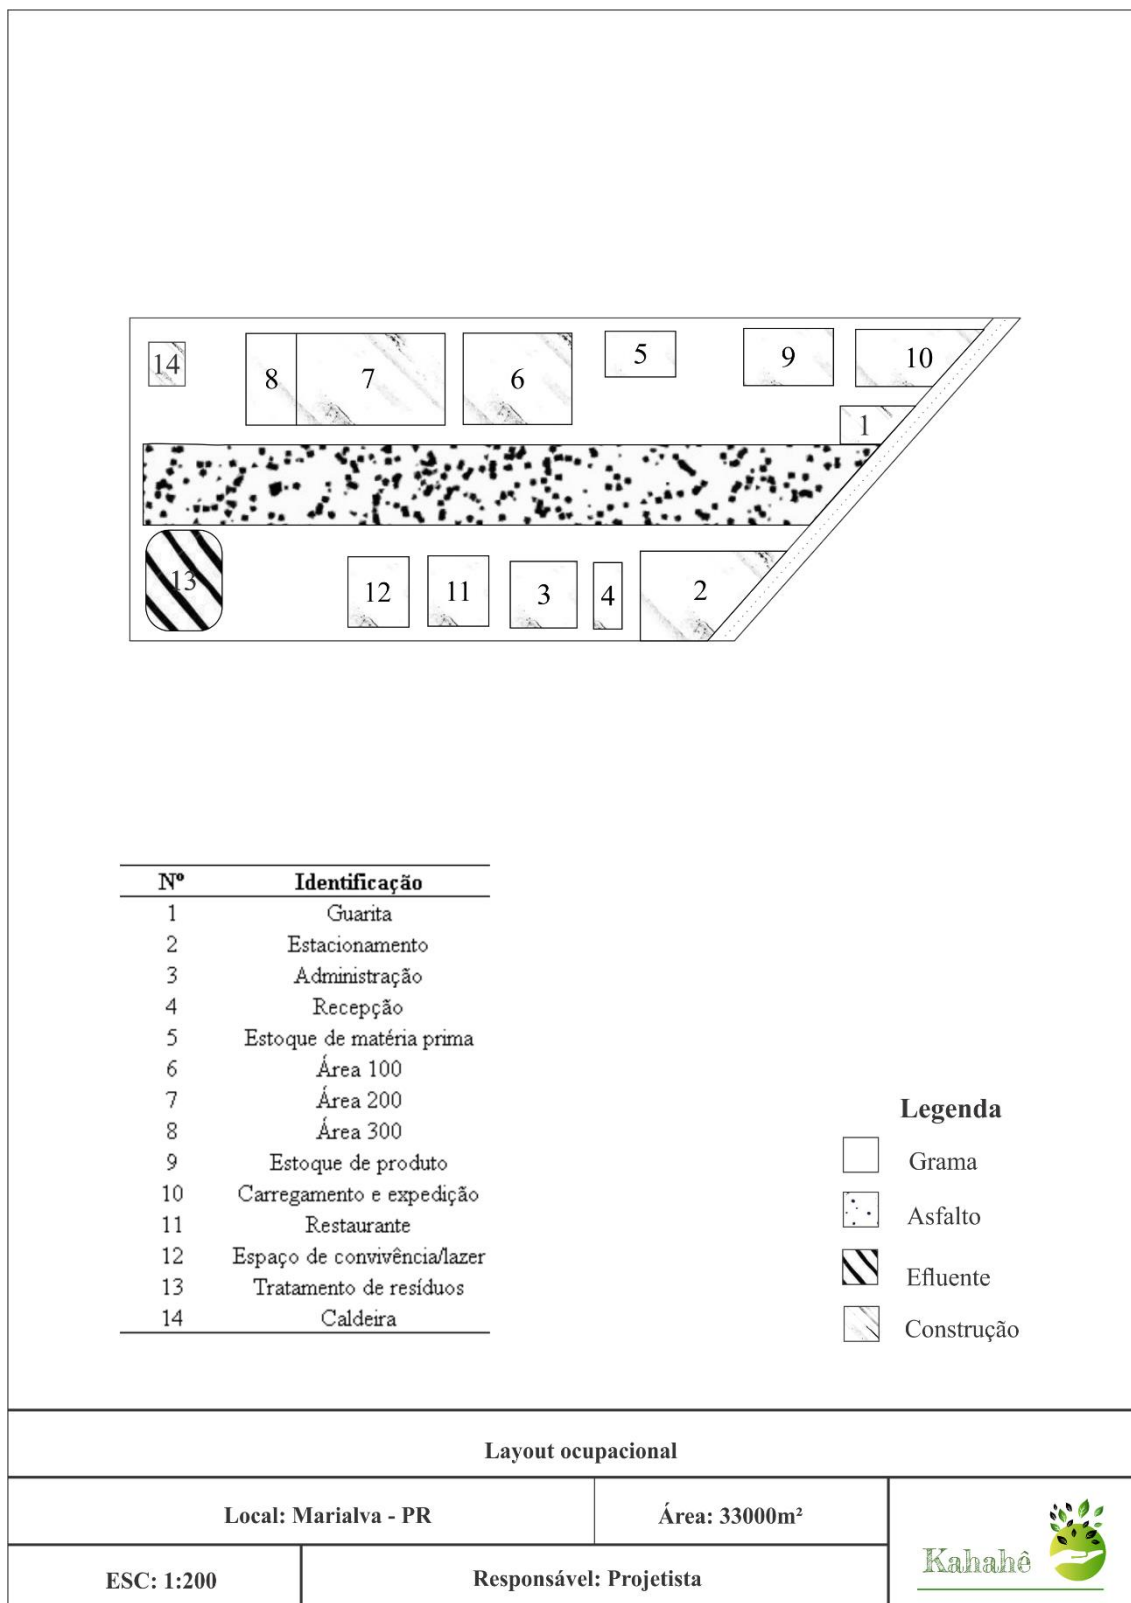 14
8
7
6
5
9
10
1
13
12
11
3
4
2
Nº Identificação
1 Guarita
2 Estacionamento
3 Administração
4 Recepção
5 Estoque de matéria prima
6 Área 100
7 Área 200
8 Área 300
9 Estoque de produto
10 Carregamento e expedição
11 Restaurante
12 Espaço de convivência/lazer
13 Tratamento de resíduos
14 Caldeira
Legenda
Grama
Asfalto
Efluente
Construção
Layout ocupacional
Local: Marialva - PR
Área: 33000m²
ESC: 1:200
Responsável: Projetista
Kahahê